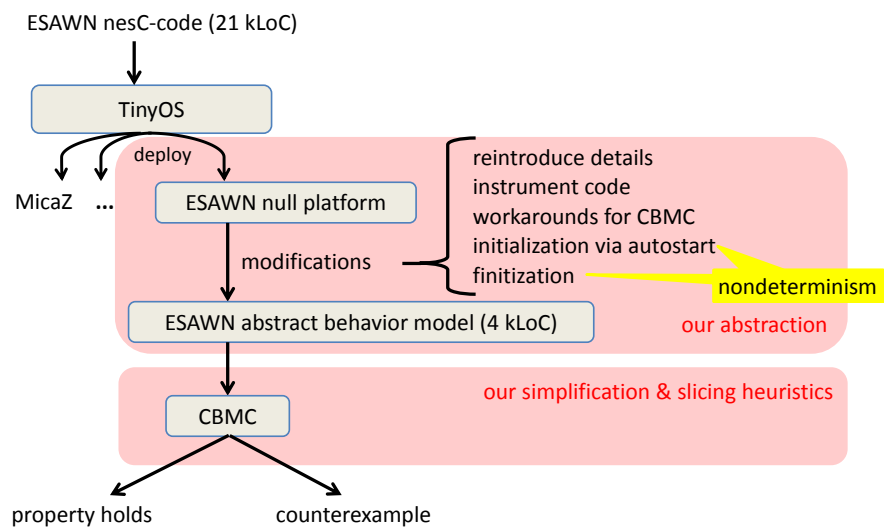 ESAWN nesC-code (21 kLoC)
TinyOS
deploy
MicaZ ...
ESAWN null platform
modifications
reintroduce details
instrument code
workarounds for CBMC
initialization via autostart
finitization
nondeterminism
ESAWN abstract behavior model (4 kLoC)
our abstraction
our simplification & slicing heuristics
CBMC
property holds
counterexample